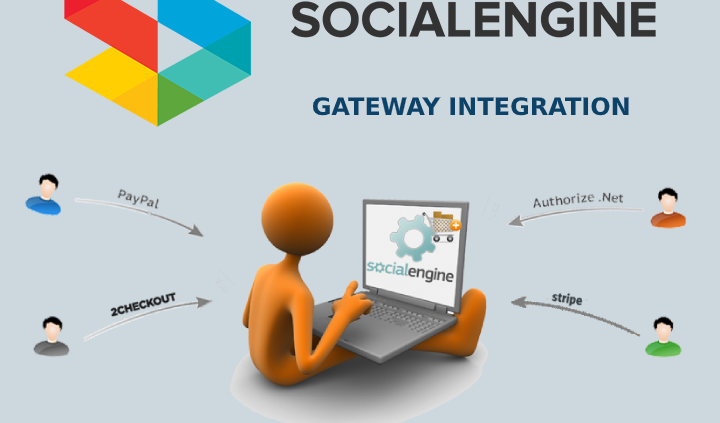 SOCIALENGINE
GATEWAY INTEGRATION
PayPal
Authorize .Net
socialengine
2CHECKOUT
stripe